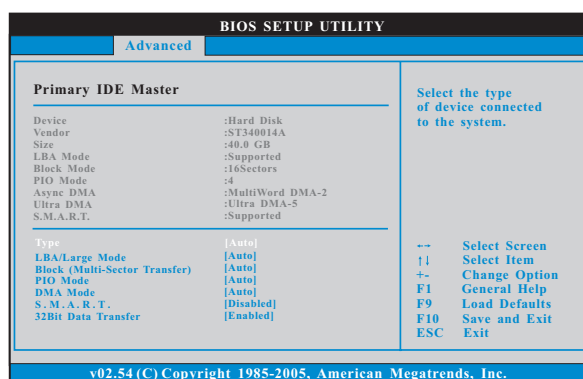 BIOS SETUP UTILITY
Advanced
Primary IDE Master
Device :Hard Disk
Vendor :ST340014A
Size :40.0 GB
LBA Mode :Supported
Block Mode :16Sectors
PIO Mode :4
Async DMA :MultiWord DMA-2
Ultra DMA :Ultra DMA-5
S.M.A.R.T. :Supported
Type [Auto]
LBA/Large Mode [Auto]
Block (Multi-Sector Transfer) [Auto]
PIO Mode [Auto]
DMA Mode [Auto]
S.M.A.R.T. [Disabled]
32Bit Data Transfer [Enabled]
Select the type
of device connected
to the system.
←→ Select Screen
↑↓ Select Item
+- Change Option
F1 General Help
F9 Load Defaults
F10 Save and Exit
ESC Exit
v02.54 (C) Copyright 1985-2005, American Megatrends, Inc.